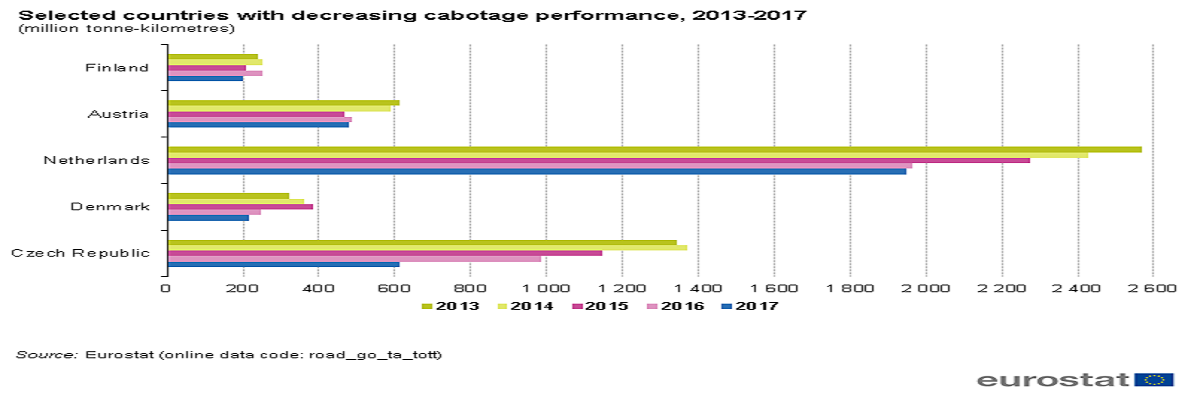 Selected countries with decreasing cabotage performance, 2013-2017
(million tonne-kilometres)
Finland
Austria
Netherlands
Denmark
Czech Republic
0 200 400 600 800 1 000 1 200 1 400 1 600 1 800 2 000 2 200 2 400 2 600
2013 2014 2015 2016 2017
Source: Eurostat (online data code: road_go_ta_tott)
eurostat